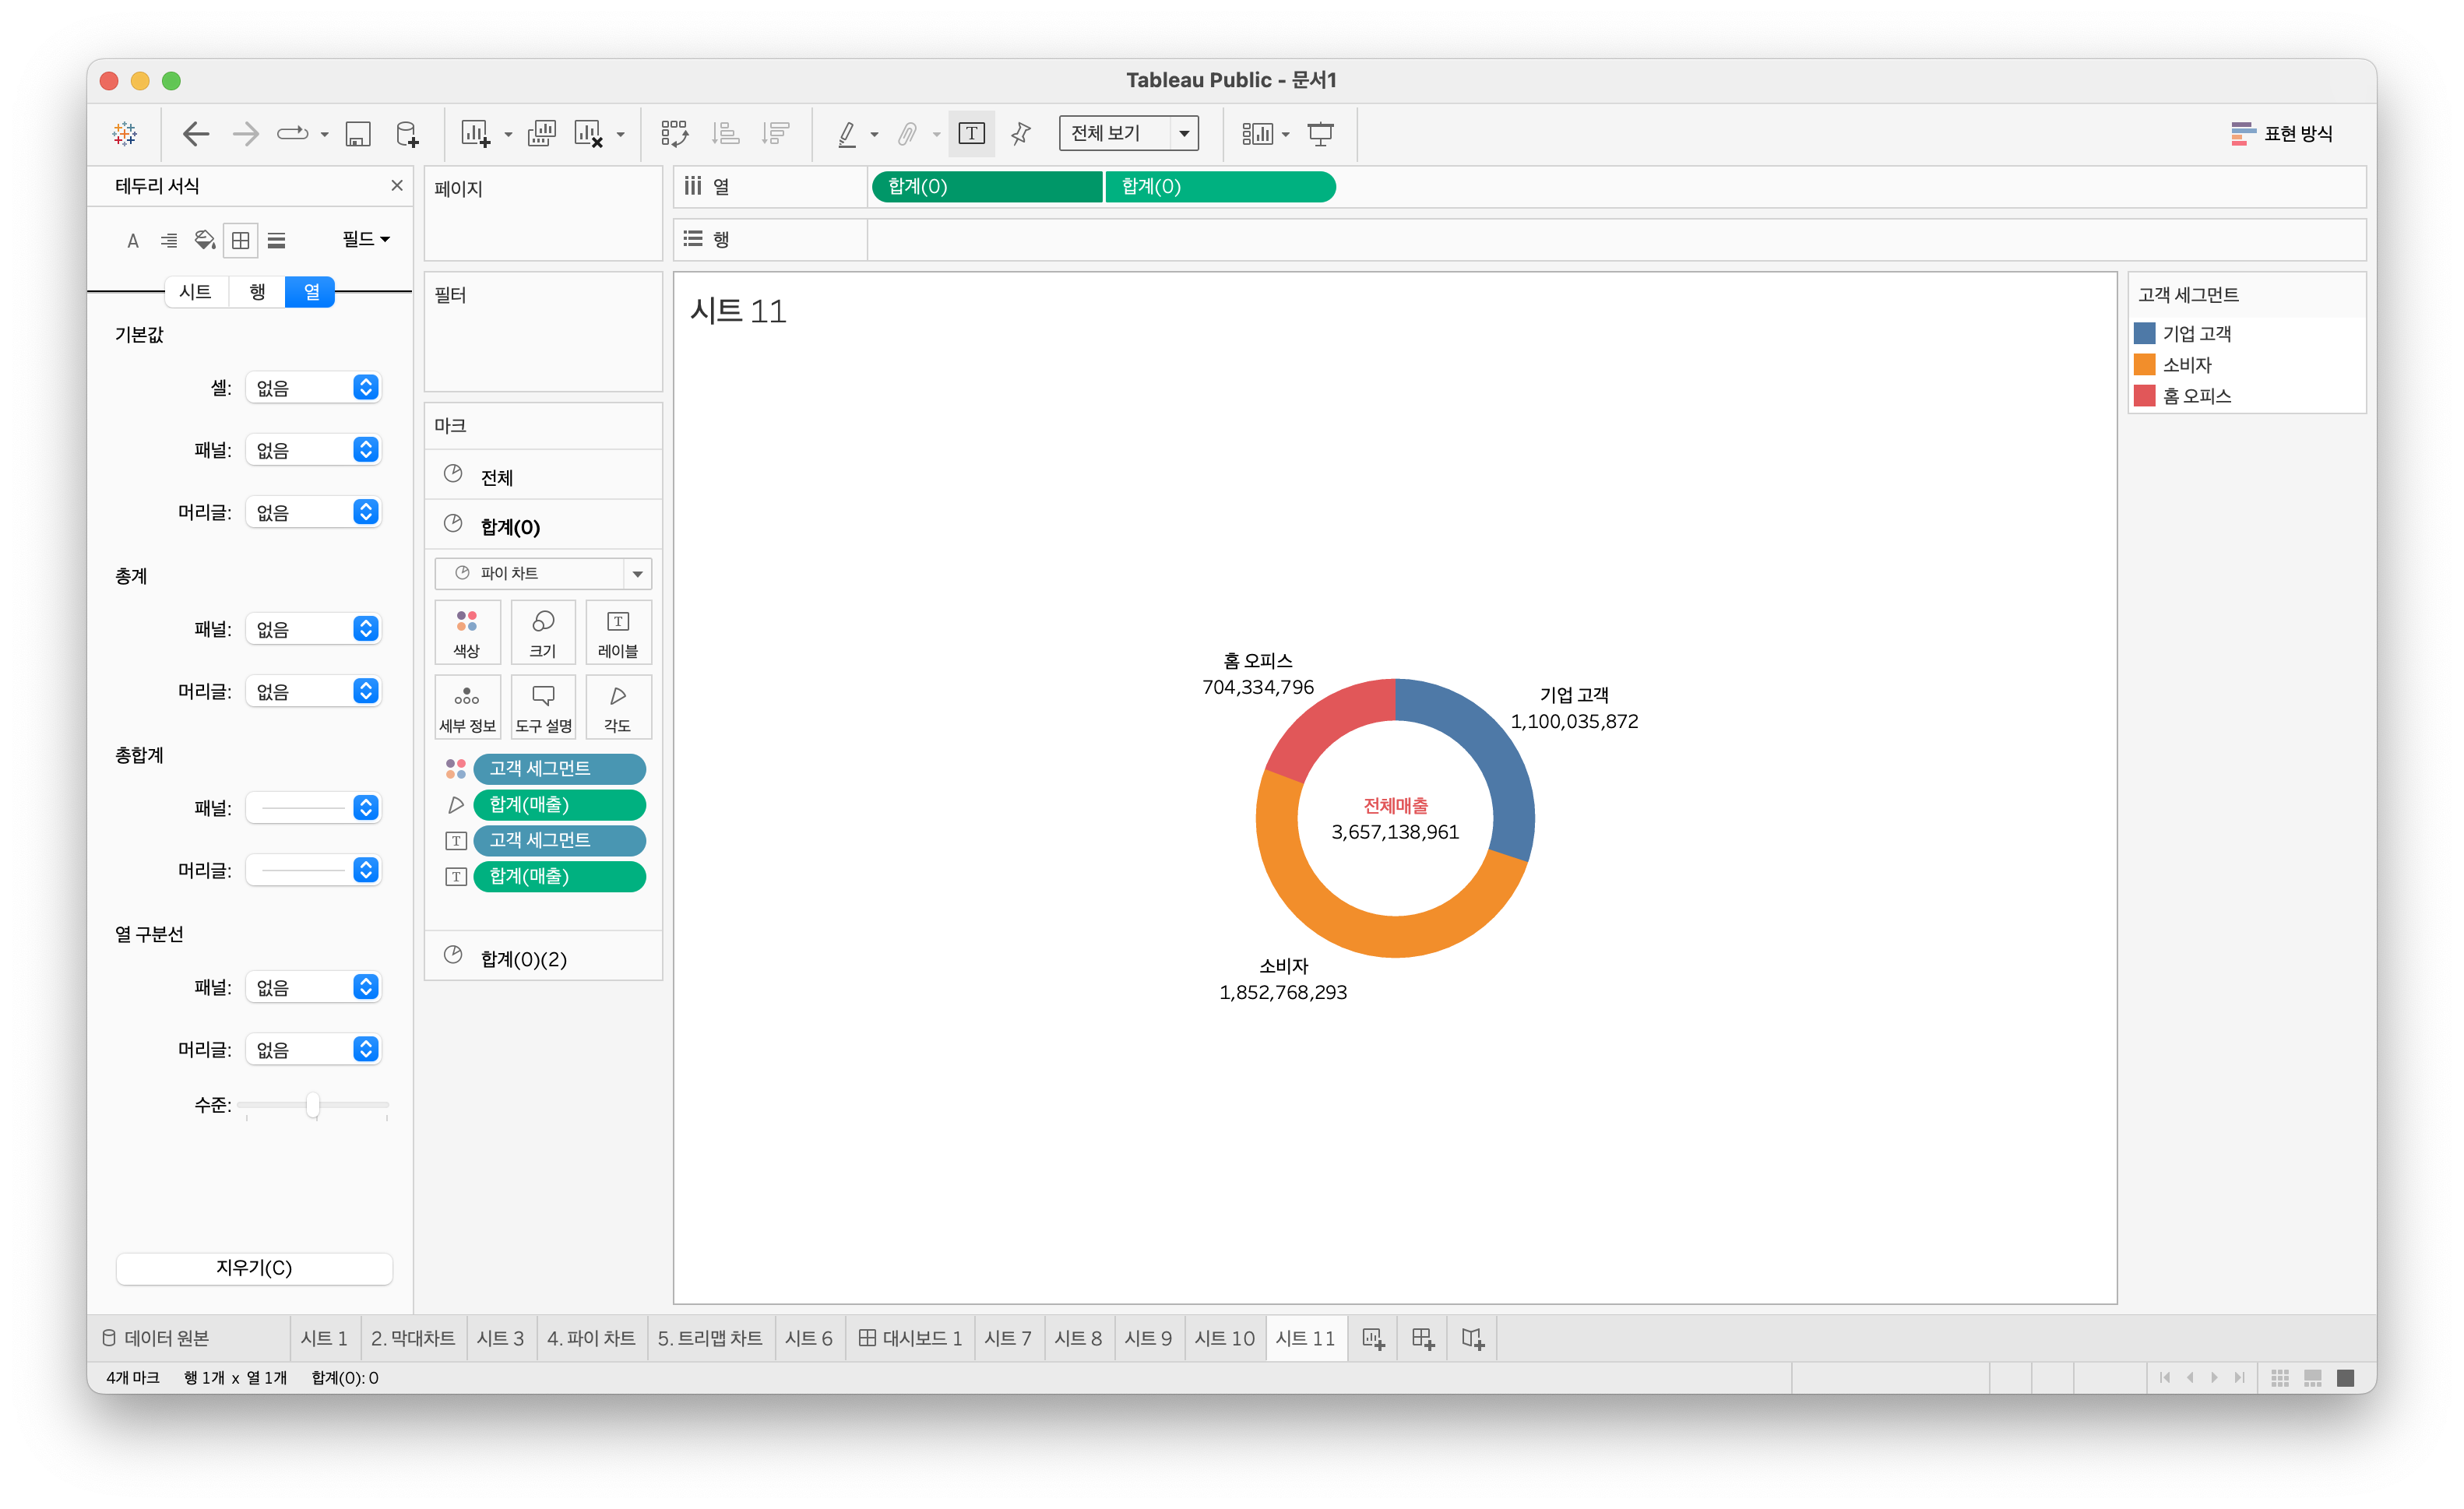 Tableau Public - 문서1
전체 보기
표현 방식
테두리 서식
필드
시트
행
열
기본값
셀: 없음
패널: 없음
머리글: 없음
총계
패널: 없음
머리글: 없음
총합계
패널:
머리글:
열 구분선
패널: 없음
머리글: 없음
수준:
지우기(C)
페이지
필터
마크
전체
합계(0)
파이 차트
색상
크기
레이블
세부 정보
도구 설명
각도
고객 세그먼트
합계(매출)
고객 세그먼트
합계(매출)
합계(0)(2)
열
합계(0)
합계(0)
행
시트 11
홈 오피스
704,334,796
기업 고객
1,100,035,872
전체매출
3,657,138,961
소비자
1,852,768,293
고객 세그먼트
기업 고객
소비자
홈 오피스
데이터 원본
시트 1
2. 막대차트
시트 3
4. 파이 차트
5. 트리맵 차트
시트 6
대시보드 1
시트 7
시트 8
시트 9
시트 10
시트 11
4개 마크
행 1개 x 열 1개
합계(0): 0